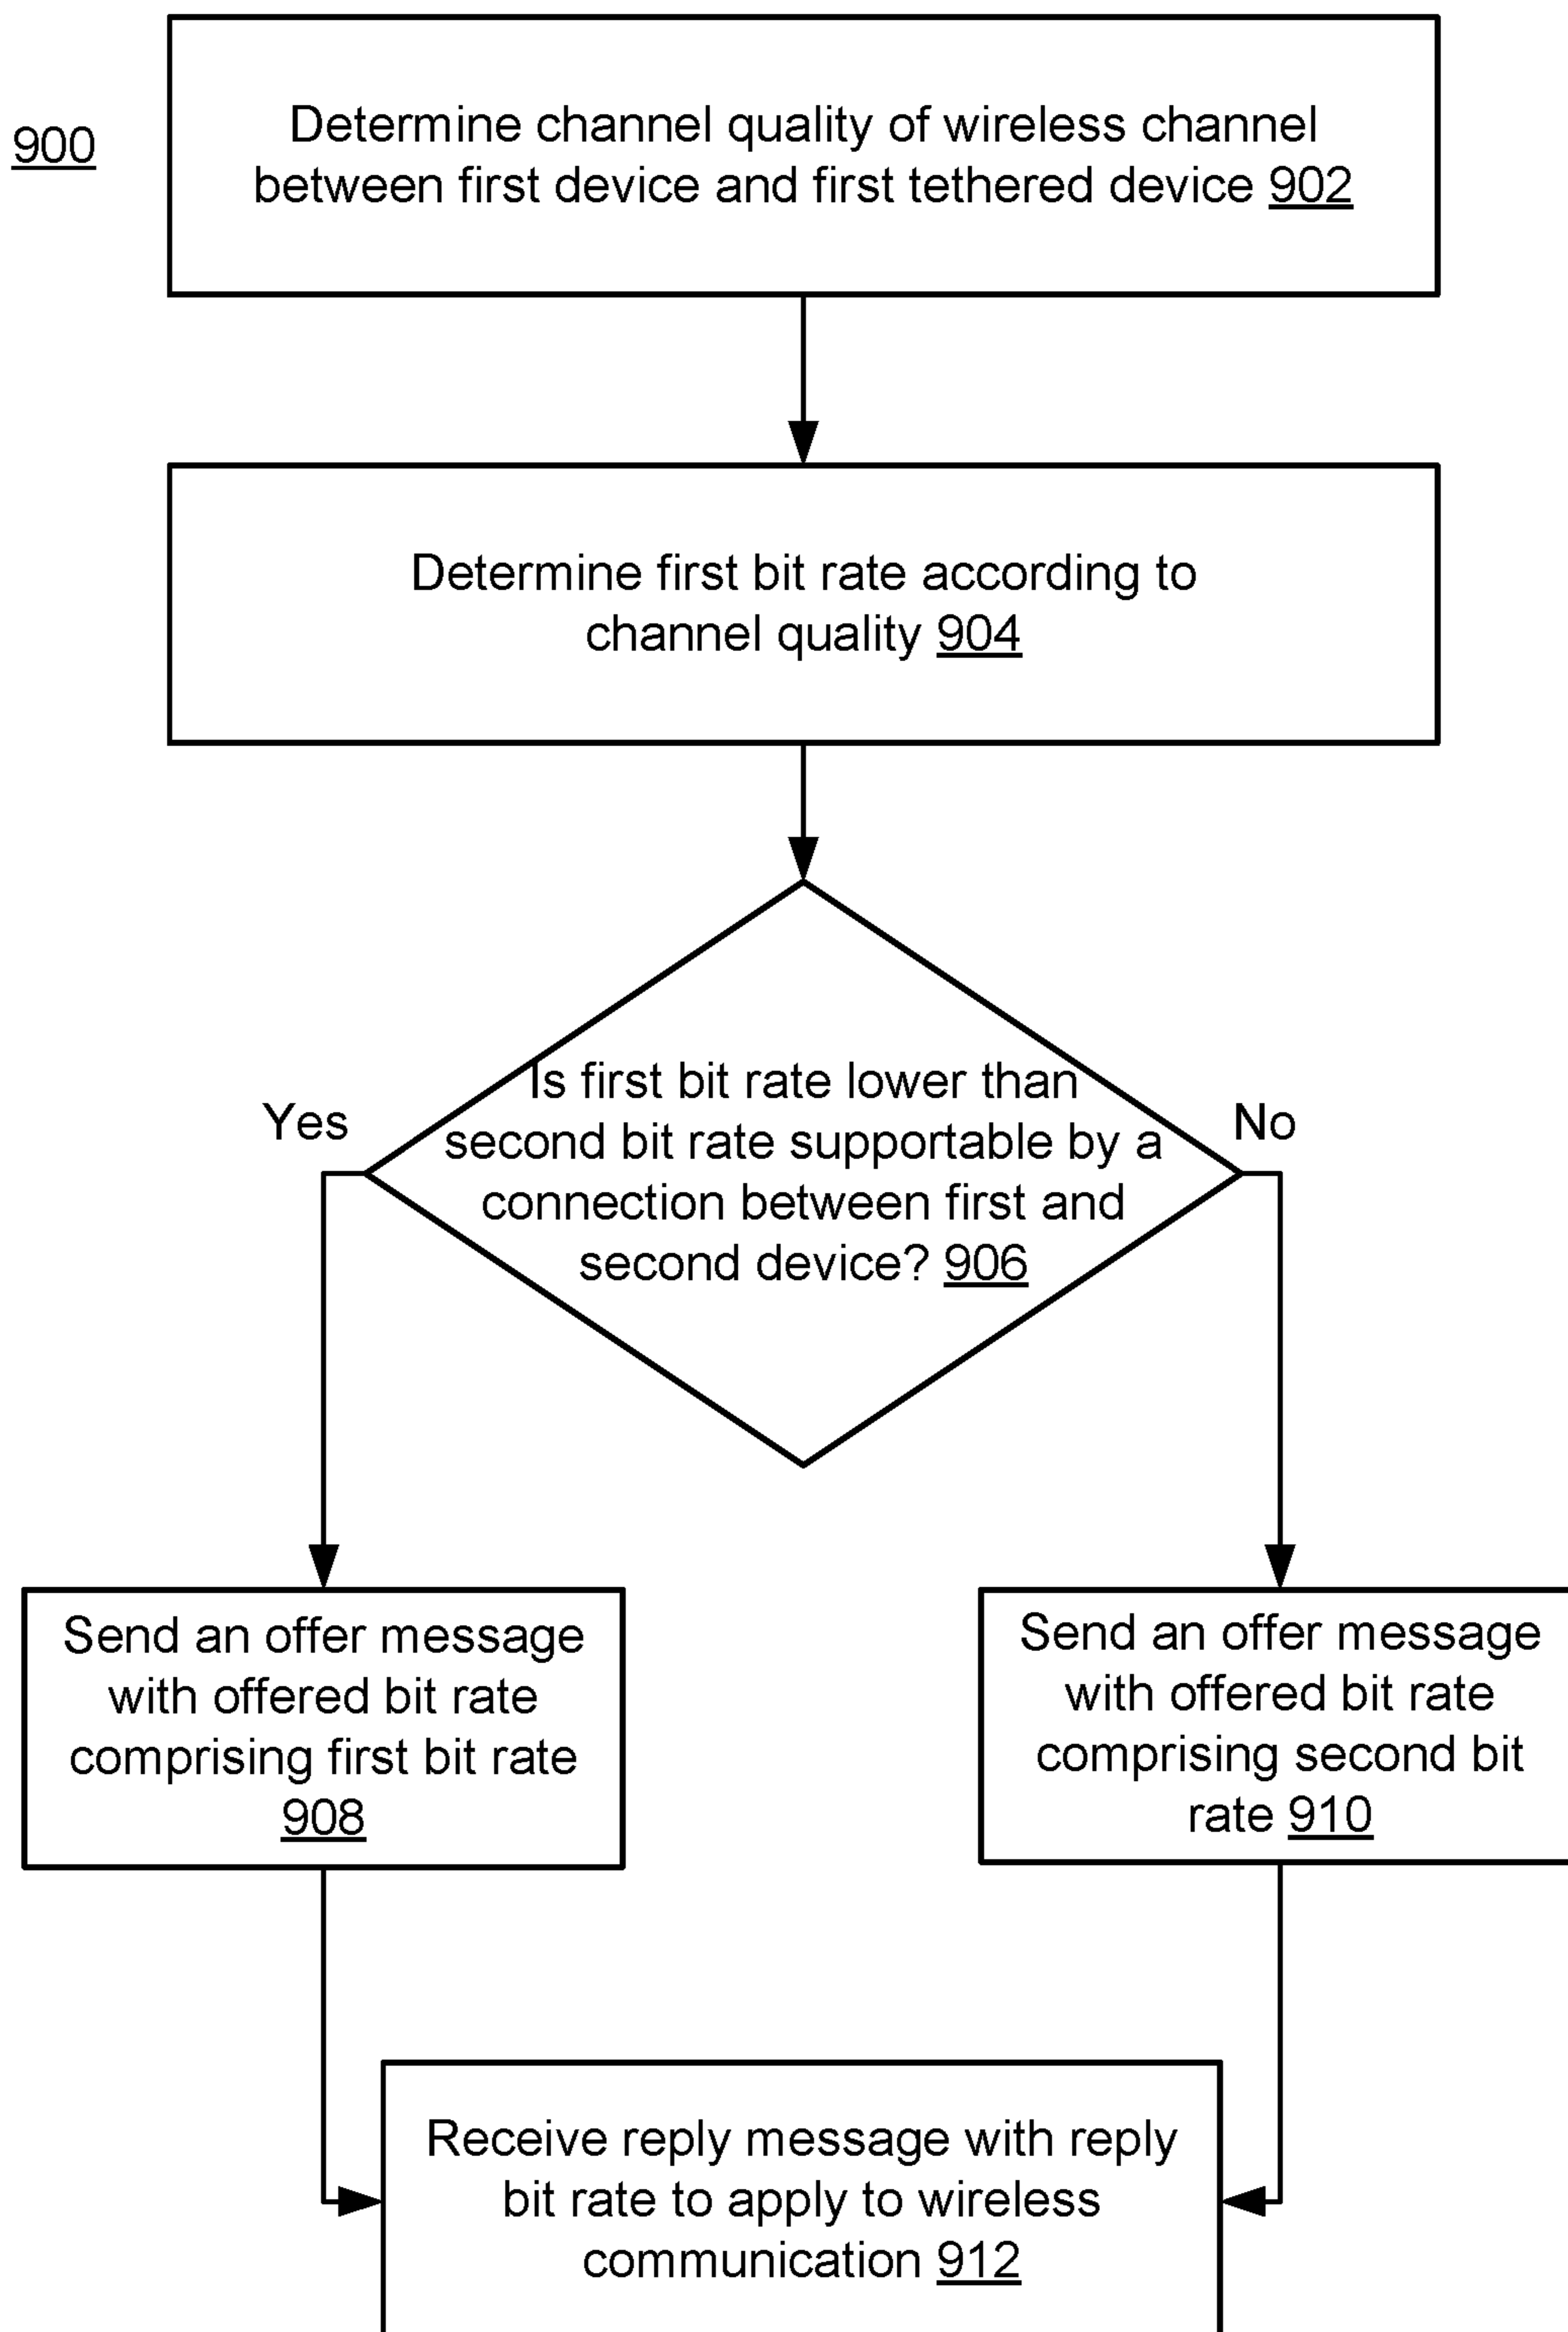 900
Determine channel quality of wireless channel
between first device and first tethered device 902
Determine first bit rate according to
channel quality 904
Is first bit rate lower than
second bit rate supportable by a
connection between first and
second device? 906
Yes
No
Send an offer message
with offered bit rate
comprising first bit rate
908
Send an offer message
with offered bit rate
comprising second bit
rate 910
Receive reply message with reply
bit rate to apply to wireless
communication 912